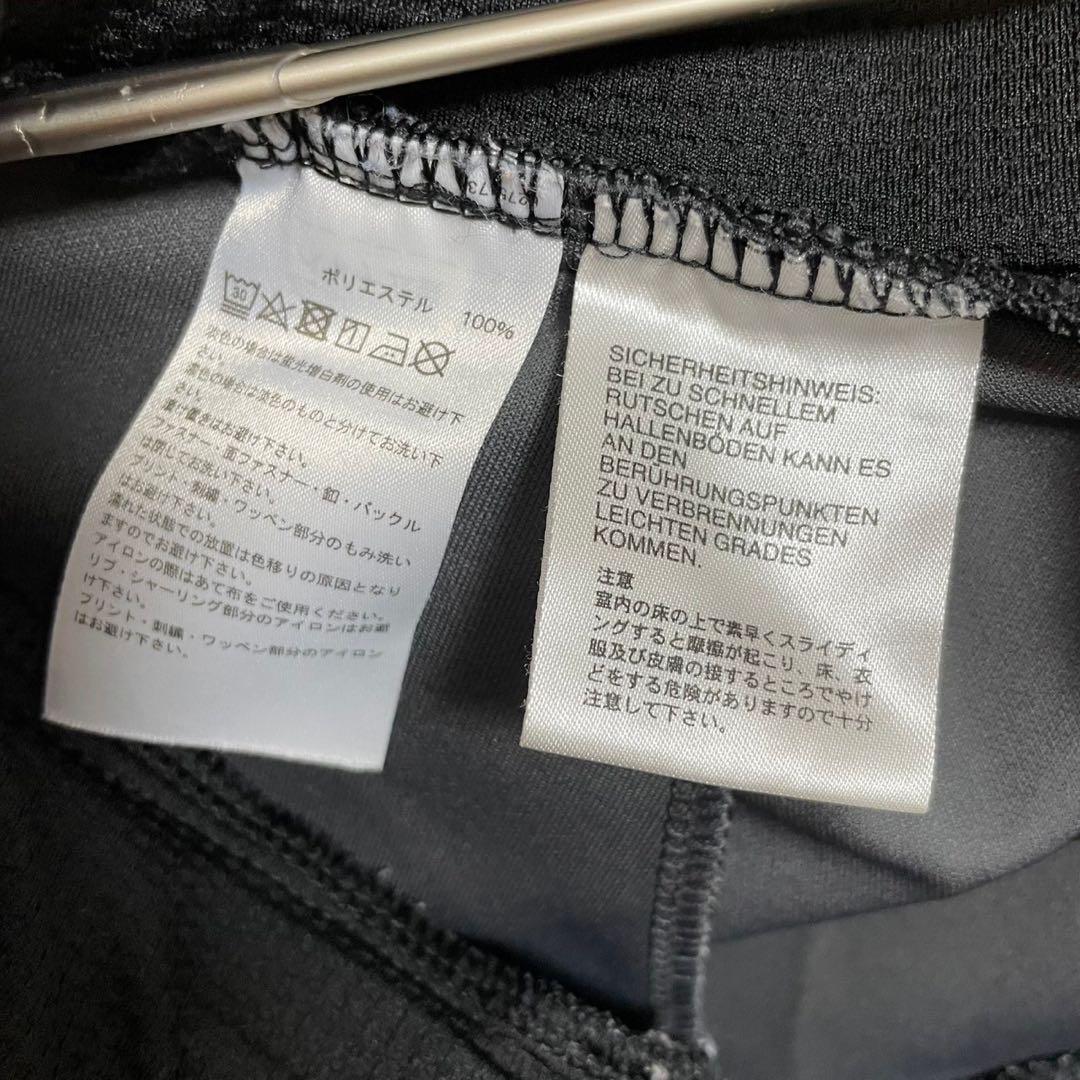 ポリエステル 100%
30
淡色の場合は蛍光増白剤の使用はお避け下
さい。
濃色の場合は淡色のものと分けてお洗い下
さい。
漬け置きはお避け下さい。
ファスナー・面ファスナー・釦・バックル
は閉じてお洗い下さい。
プリント・刺繍・ワッペン部分のもみ洗い
はお避け下さい。
濡れた状態での放置は色移りの原因となり
ますのでお避け下さい。
アイロンの際はあて布をご使用ください。
リブ・シャーリング部分のアイロンはお避
け下さい。
プリント・刺繍・ワッペン部分のアイロン
はお避け下さい。
SICHERHEITSHINWEIS:
BEI ZU SCHNELLEM
RUTSCHEN AUF
HALLENBÖDEN KANN ES
AN DEN
BERÜHRUNGSPUNKTEN
ZU VERBRENNUNGEN
LEICHTEN GRADES
KOMMEN.
注意
室内の床の上で素早くスライディ
ングすると摩擦が起こり、床、衣
服及び皮膚の接するところでやけ
どをする危険がありますので十分
注意して下さい。